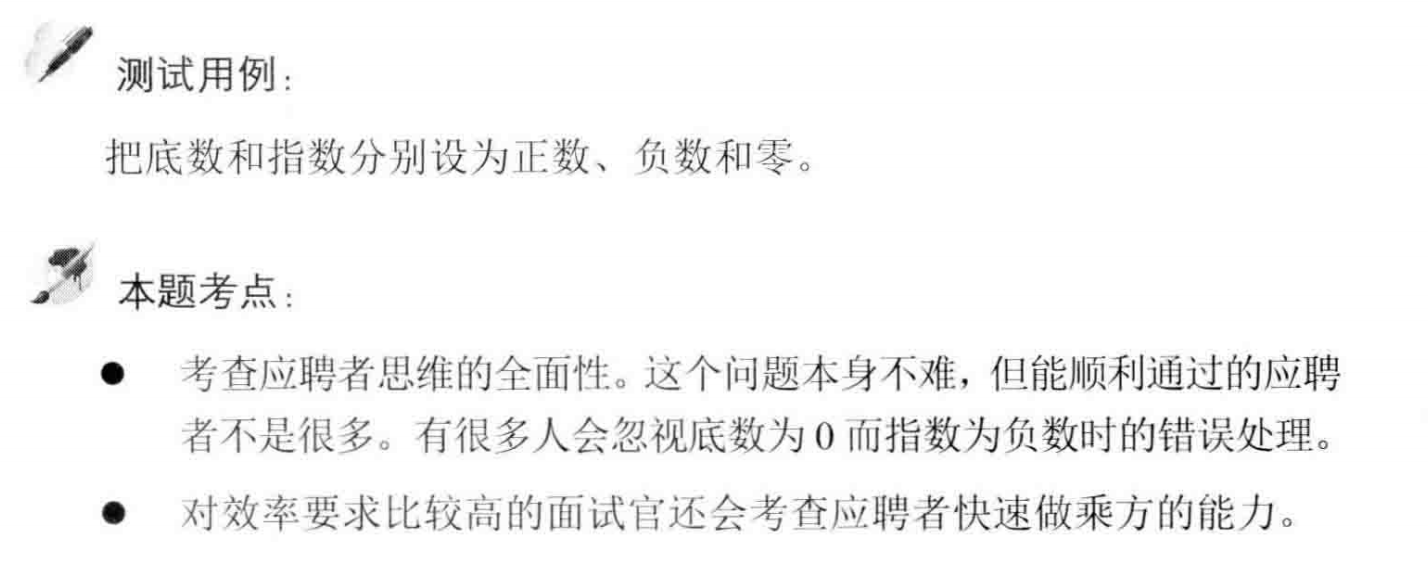 测试用例：
把底数和指数分别设为正数、负数和零。
本题考点：
● 考查应聘者思维的全面性。这个问题本身不难，但能顺利通过的应聘
者不是很多。有很多人会忽视底数为 0 而指数为负数时的错误处理。
● 对效率要求比较高的面试官还会考查应聘者快速做乘方的能力。